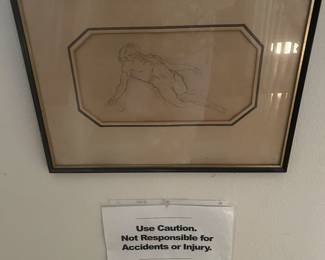 Use Caution.
Not Responsible for
Accidents or Injury.